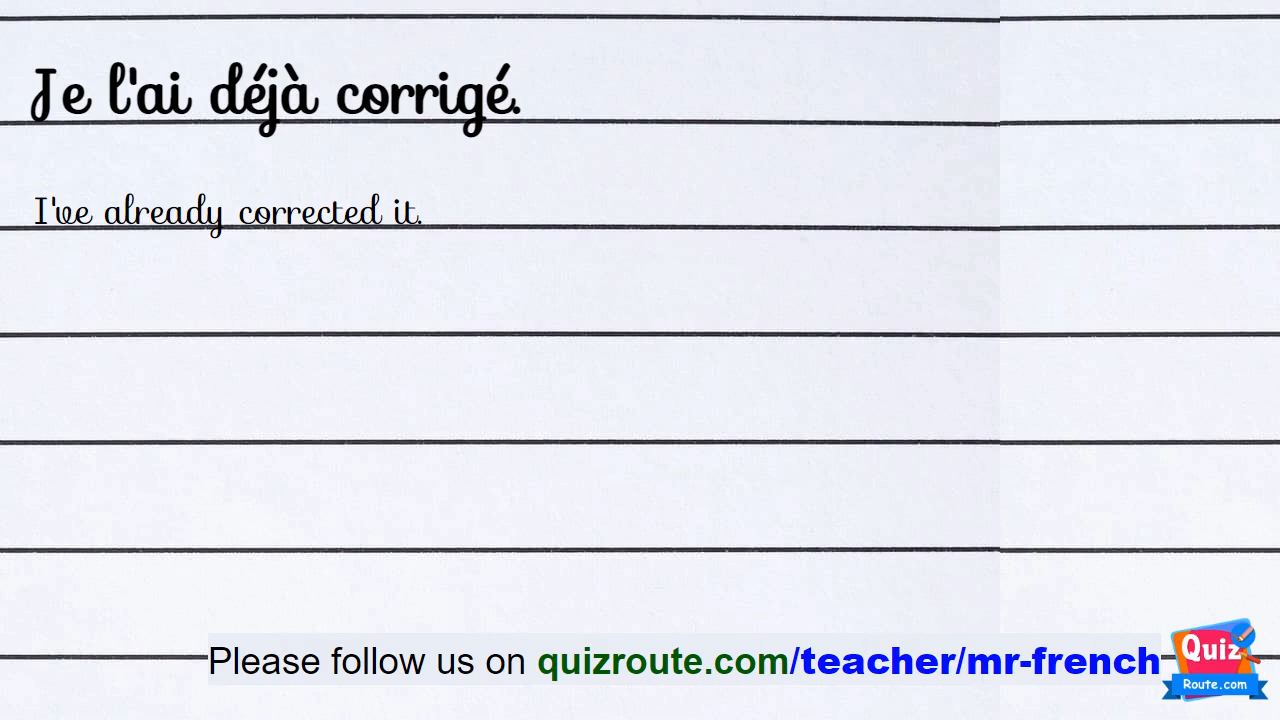 Je l'ai déjà corrigé.
I've already corrected it.
Please follow us on quizroute.com/teacher/mr-french
Quiz
Route.com